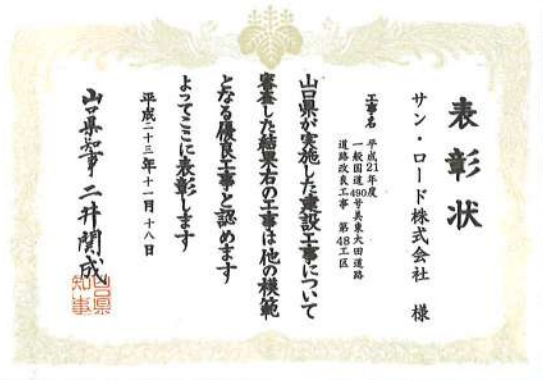 表彰状
サン・ロード株式会社 様
工事名 平成21年度
一般国道490号美東大田道路
道路改良工事 第48工区
山口県が実施した建設工事について
審査した結果右の工事は他の模範
となる優良工事と認めます
よってここに表彰します
平成二十三年十一月十八日
山口県知事 二井関成
山口県
知事